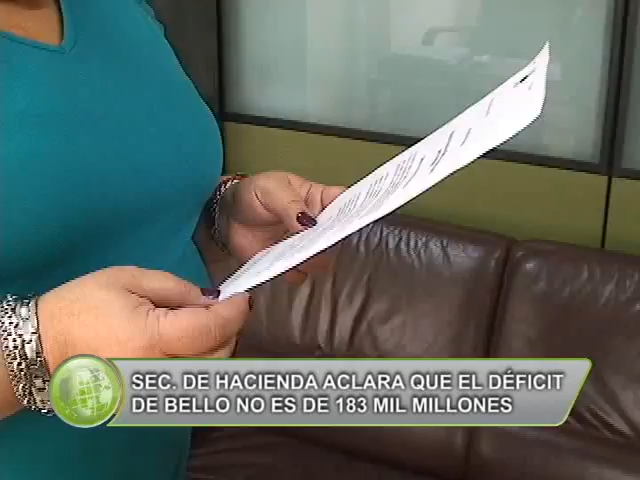 SEC. DE HACIENDA ACLARA QUE EL DÉFICIT
DE BELLO NO ES DE 183 MIL MILLONES